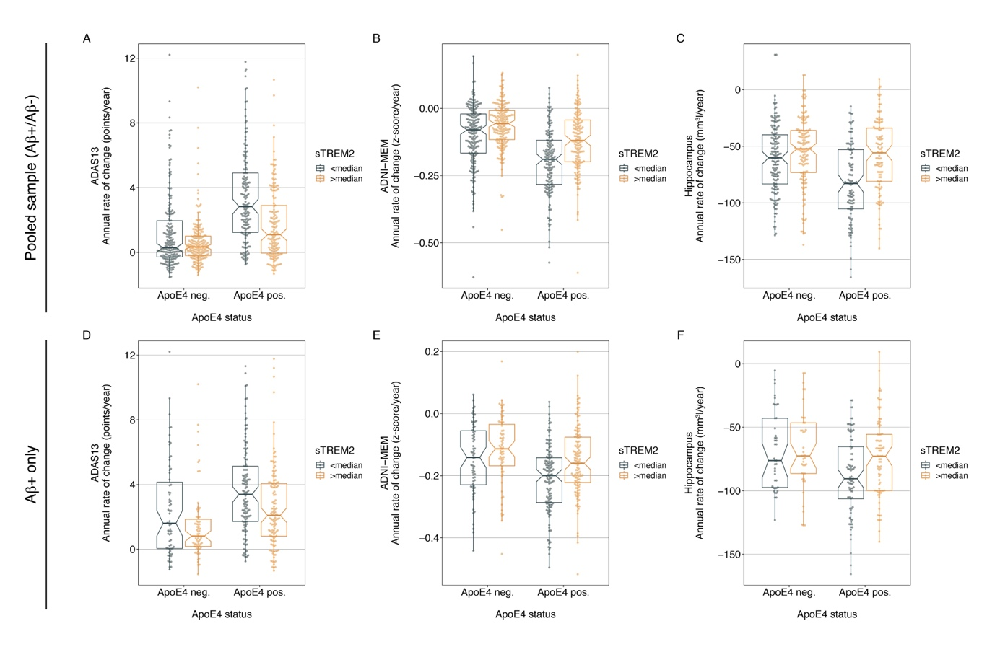 Pooled sample (Aβ+/Aβ-)
A
ADAS13
Annual rate of change (points/year)
12
8
4
0
ApoE4 neg.
ApoE4 pos.
ApoE4 status
sTREM2
<median
>median
B
ADNI−MEM
Annual rate of change (z-score/year)
0.00
−0.25
−0.50
ApoE4 neg.
ApoE4 pos.
ApoE4 status
sTREM2
<median
>median
C
Hippocampus
Annual rate of change (mm³/year)
0
−50
−100
−150
ApoE4 neg.
ApoE4 pos.
ApoE4 status
sTREM2
<median
>median
Aβ+ only
D
ADAS13
Annual rate of change (points/year)
12
8
4
0
ApoE4 neg.
ApoE4 pos.
ApoE4 status
sTREM2
<median
>median
E
ADNI−MEM
Annual rate of change (z-score/year)
0.2
0.0
−0.2
−0.4
ApoE4 neg.
ApoE4 pos.
ApoE4 status
sTREM2
<median
>median
F
Hippocampus
Annual rate of change (mm³/year)
0
−50
−100
−150
ApoE4 neg.
ApoE4 pos.
ApoE4 status
sTREM2
<median
>median